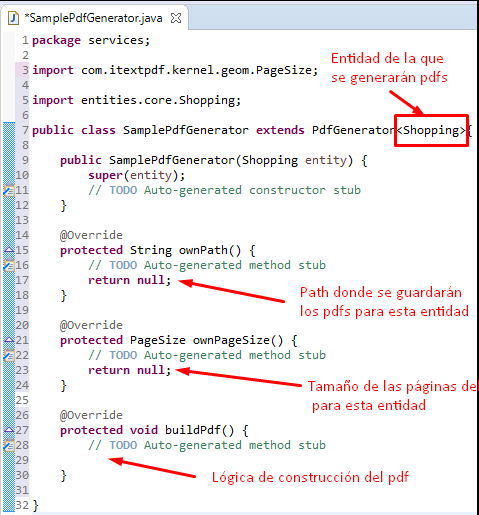 *SamplePdfGenerator.java
1 package services;
2
3 import com.itextpdf.kernel.geom.PageSize;
4
5 import entities.core.Shopping;
6
7 public class SamplePdfGenerator extends PdfGenerator<Shopping>{
8
9 public SamplePdfGenerator(Shopping entity) {
10 super(entity);
11 // TODO Auto-generated constructor stub
12 }
13
14 @Override
15 protected String ownPath() {
16 // TODO Auto-generated method stub
17 return null;
18 }
19
20 @Override
21 protected PageSize ownPageSize() {
22 // TODO Auto-generated method stub
23 return null;
24 }
25
26 @Override
27 protected void buildPdf() {
28 // TODO Auto-generated method stub
29
30 }
31
32 }
Entidad de la que
se generarán pdfs
Path donde se guardarán
los pdfs para esta entidad
Tamaño de las páginas de
para esta entidad
Lógica de construcción del pdf